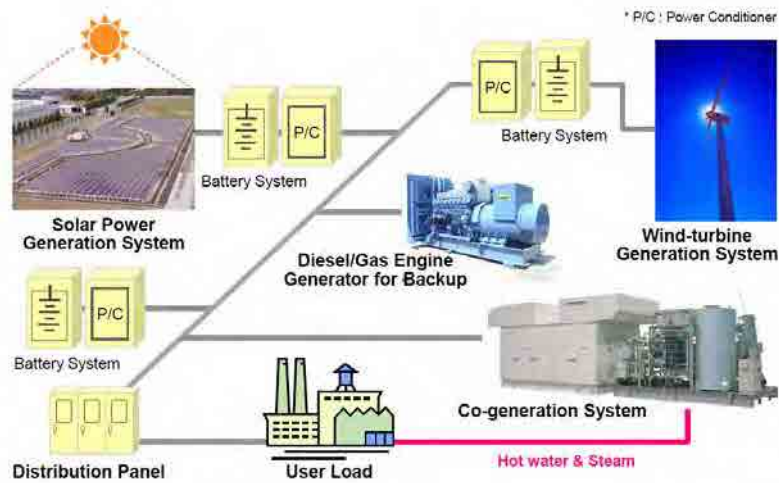 * P/C : Power Conditioner
P/C
Battery System
P/C
Battery System
Solar Power
Generation System
Wind-turbine
Generation System
Diesel/Gas Engine
Generator for Backup
P/C
Battery System
Co-generation System
Hot water & Steam
Distribution Panel
User Load